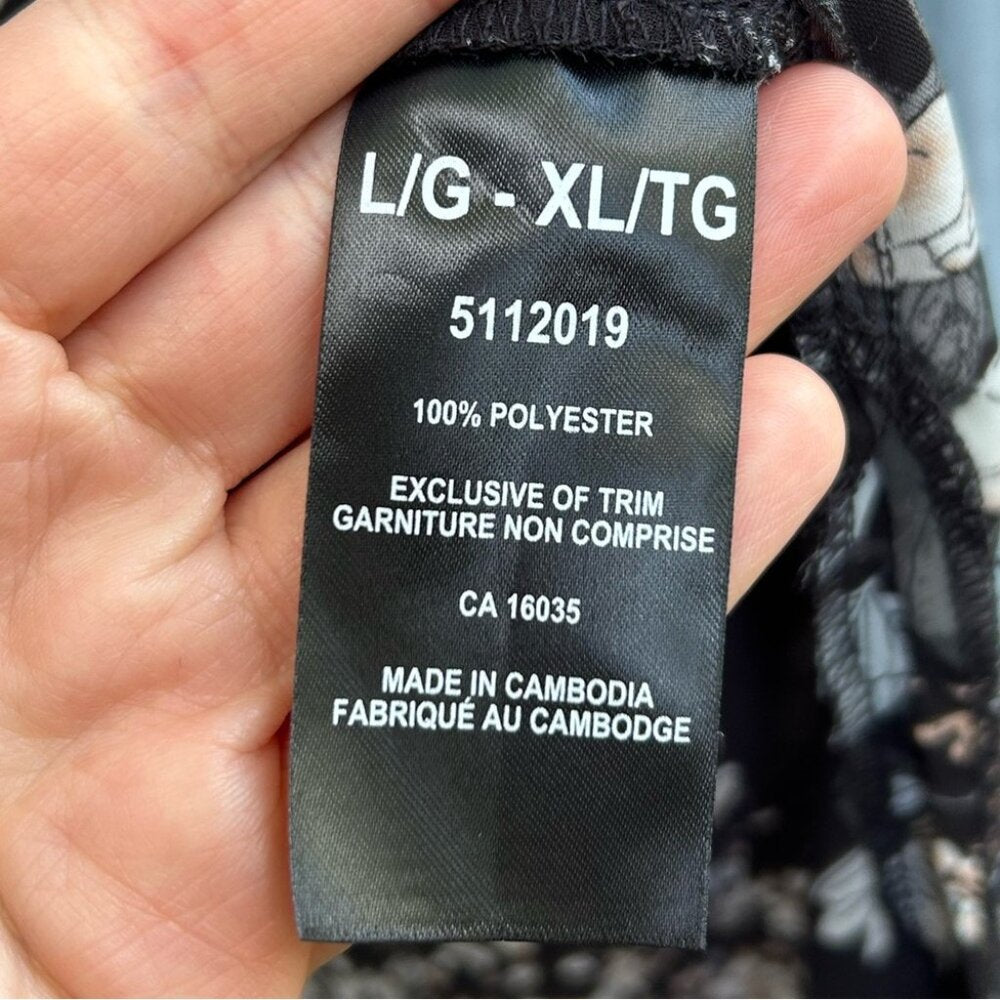 L/G - XL/TG
5112019
100% POLYESTER
EXCLUSIVE OF TRIM
GARNITURE NON COMPRISE
CA 16035
MADE IN CAMBODIA
FABRIQUÉ AU CAMBODGE